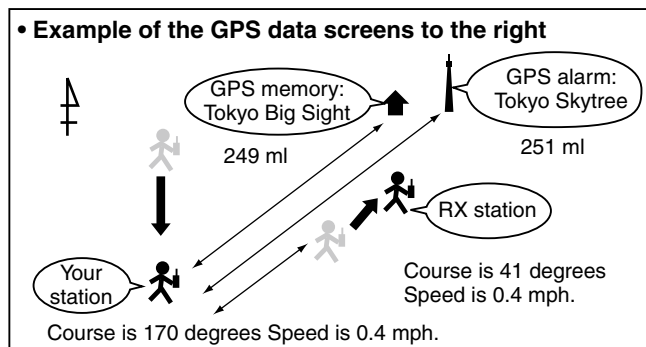 • Example of the GPS data screens to the right
GPS memory:
Tokyo Big Sight
GPS alarm:
Tokyo Skytree
249 ml
251 ml
RX station
Your
station
Course is 41 degrees
Speed is 0.4 mph.
Course is 170 degrees Speed is 0.4 mph.